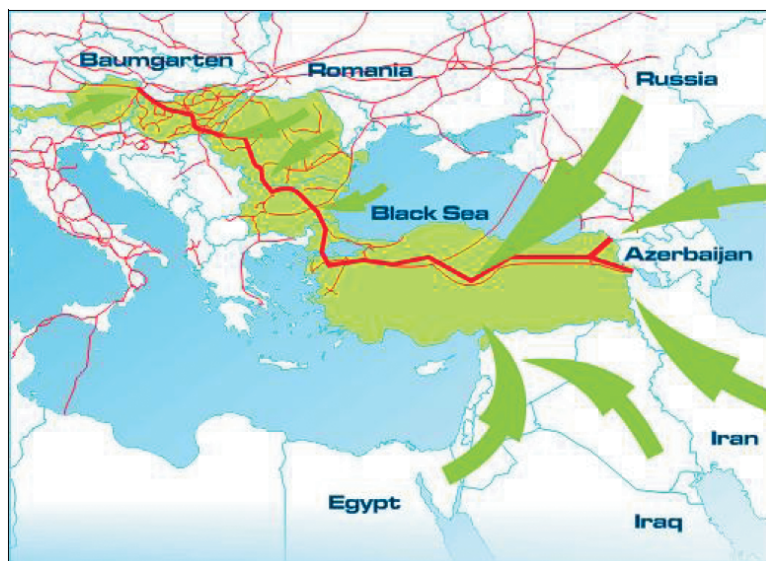 Baumgarten
Romania
Russia
Black Sea
Azerbaijan
Iran
Egypt
Iraq